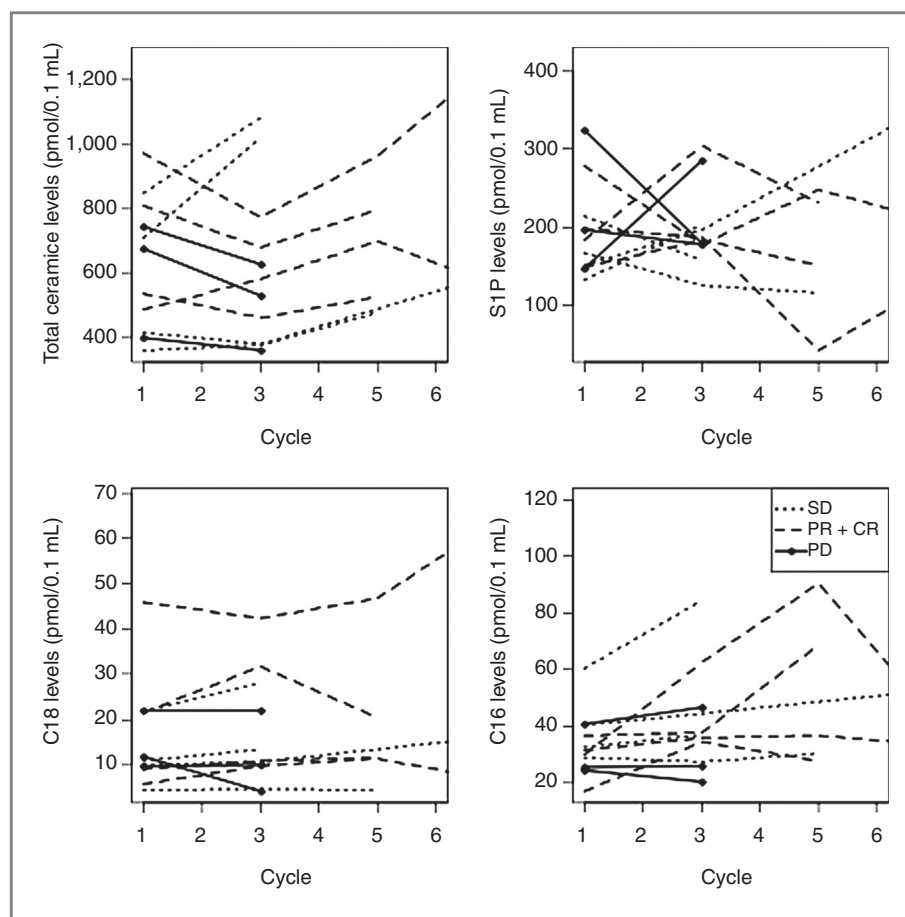 Total ceramice levels (pmol/0.1 mL)
1,200
1,000
800
600
400
1 2 3 4 5 6
Cycle
S1P levels (pmol/0.1 mL)
400
300
200
100
1 2 3 4 5 6
Cycle
C18 levels (pmol/0.1 mL)
70
60
50
40
30
20
10
1 2 3 4 5 6
Cycle
C16 levels (pmol/0.1 mL)
120
100
80
60
40
20
1 2 3 4 5 6
Cycle
SD
PR + CR
PD